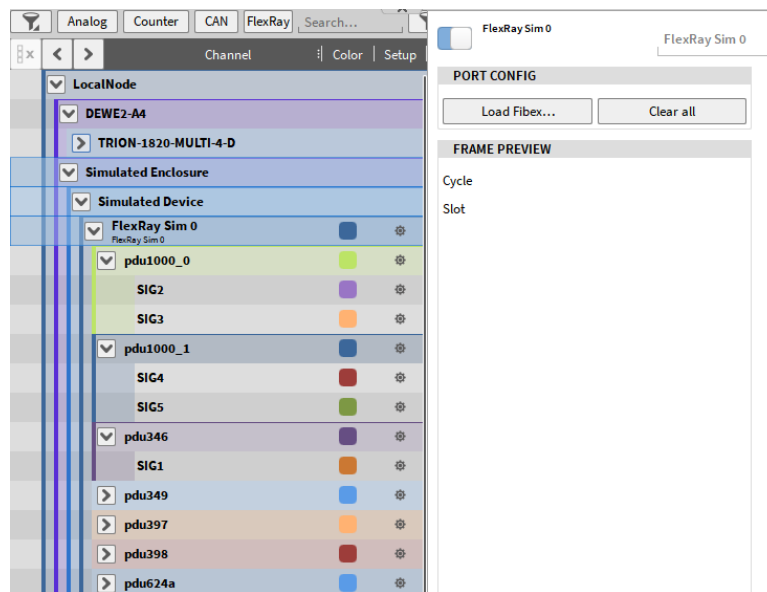 Analog Counter CAN FlexRay Search...
Channel Color Setup
LocalNode
DEWE2-A4
TRION-1820-MULTI-4-D
Simulated Enclosure
Simulated Device
FlexRay Sim 0
FlexRay Sim 0
pdu1000_0
SIG2
SIG3
pdu1000_1
SIG4
SIG5
pdu346
SIG1
pdu349
pdu397
pdu398
pdu624a
FlexRay Sim 0
FlexRay Sim 0
PORT CONFIG
Load Fibex... Clear all
FRAME PREVIEW
Cycle
Slot